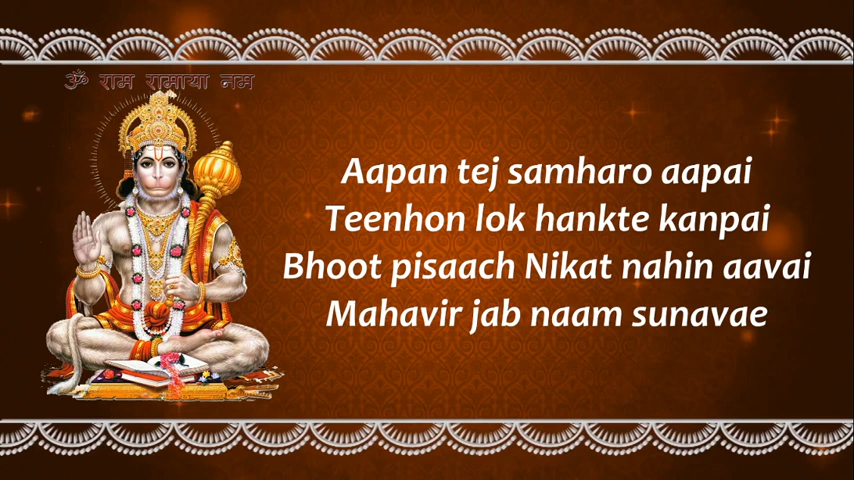 ॐ राम रामाया नम
Aapan tej samharo aapai
Teenhon lok hankte kanpai
Bhoot pisaach Nikat nahin aavai
Mahavir jab naam sunavae